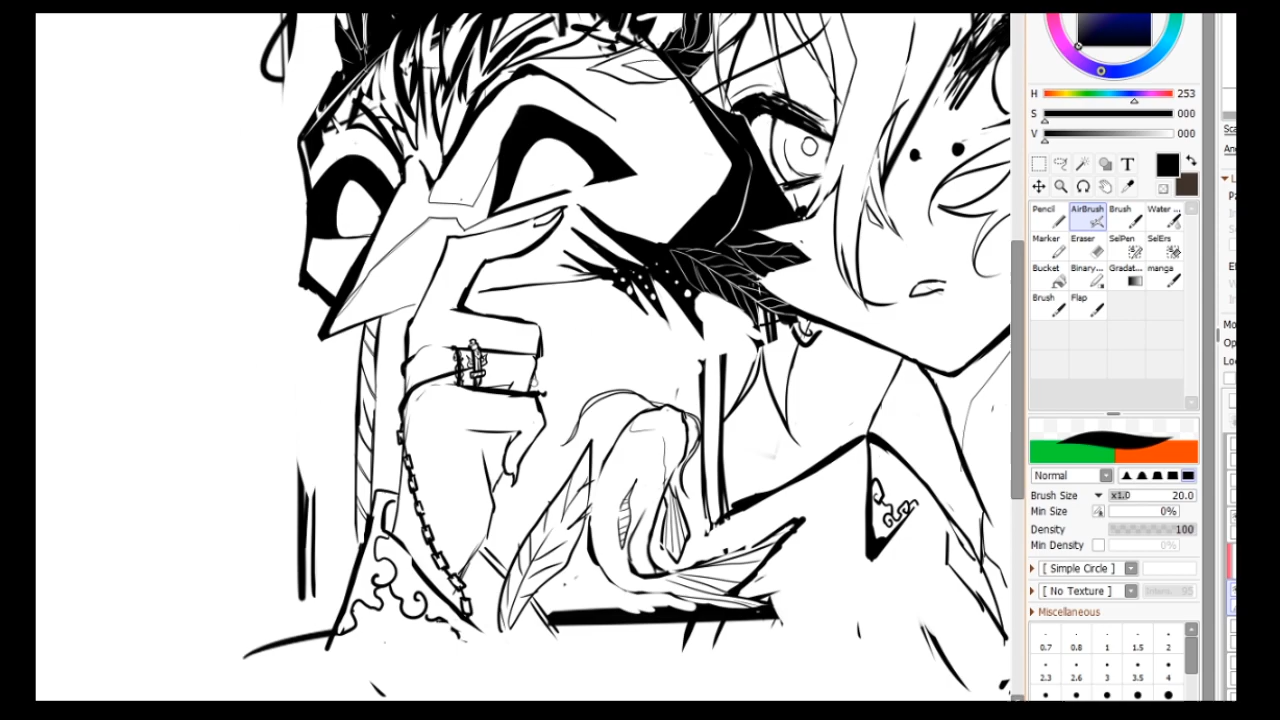 H 253
S 000
V 000
T
Pencil AirBrush Brush Water ...
Marker Eraser SelPen SelErs
Bucket Binary... Gradat... manga
Brush Flap
Normal
Brush Size x1.0 20.0
Min Size 0%
Density 100
Min Density 0%
[ Simple Circle ]
[ No Texture ] 95
Miscellaneous
0.7 0.8 1 1.5 2
2.3 2.6 3 3.5 4